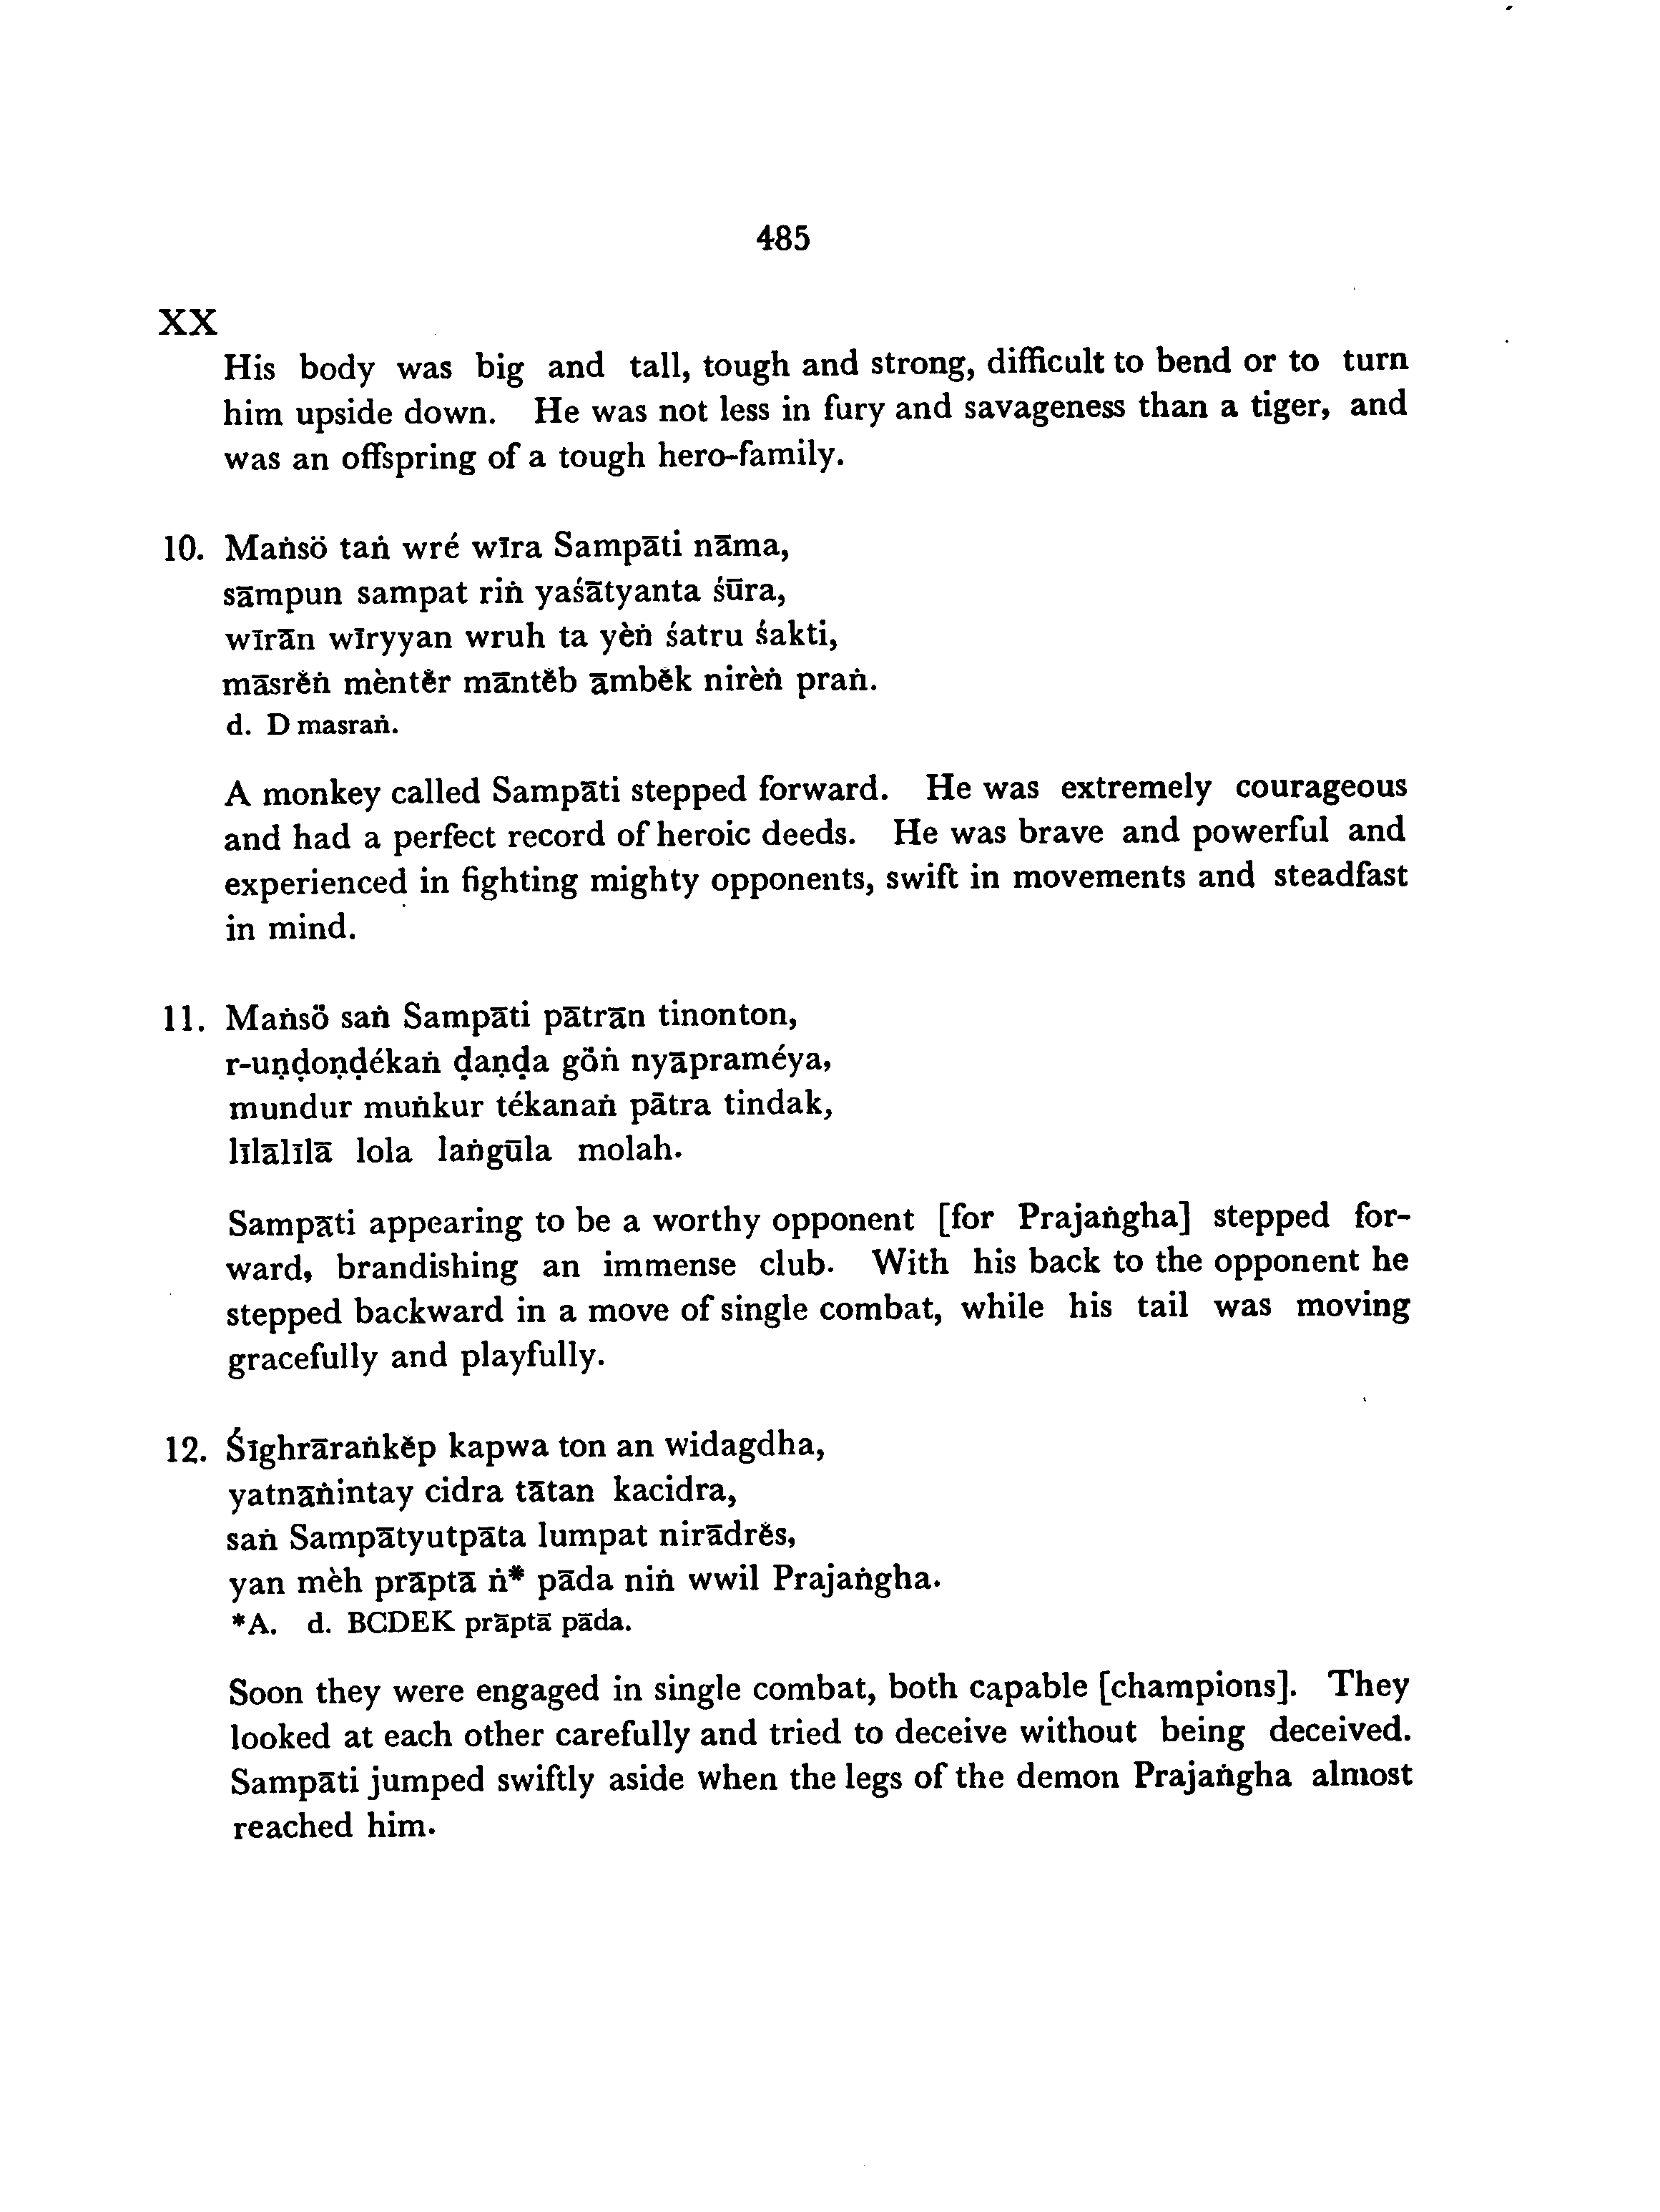 485
XX
His body was big and tall, tough and strong, difficult to bend or to turn
him upside down. He was not less in fury and savageness than a tiger, and
was an offspring of a tough hero-family.
10. Maṅsö taṅ wré wīra Sampāti nāma,
sāmpun sampat riṅ yaśātyanta śūra,
wīrān wīryyan wruh ta yèṅ śatru śakti,
māsrĕṅ mèntĕr māntĕb āmbĕk nirèṅ praṅ.
d. D masraṅ.
A monkey called Sampāti stepped forward. He was extremely courageous
and had a perfect record of heroic deeds. He was brave and powerful and
experienced in fighting mighty opponents, swift in movements and steadfast
in mind.
11. Maṅsö saṅ Sampāti pātrān tinonton,
r-uṇḍoṇḍékaṅ ḍaṇḍa göṅ nyāpraméya,
mundur muṅkur tékanaṅ pātra tindak,
līlālīlā lola laṅgūla molah.
Sampāti appearing to be a worthy opponent [for Prajaṅgha] stepped for-
ward, brandishing an immense club. With his back to the opponent he
stepped backward in a move of single combat, while his tail was moving
gracefully and playfully.
12. Śīghrāraṅkĕp kapwa ton an widagdha,
yatnāṅintay cidra tātan kacidra,
saṅ Sampātyutpāta lumpat nirādrĕs,
yan mèh prāptā ṅ* pāda niṅ wwil Prajaṅgha.
*A. d. BCDEK prāptā pāda.
Soon they were engaged in single combat, both capable [champions]. They
looked at each other carefully and tried to deceive without being deceived.
Sampāti jumped swiftly aside when the legs of the demon Prajaṅgha almost
reached him.